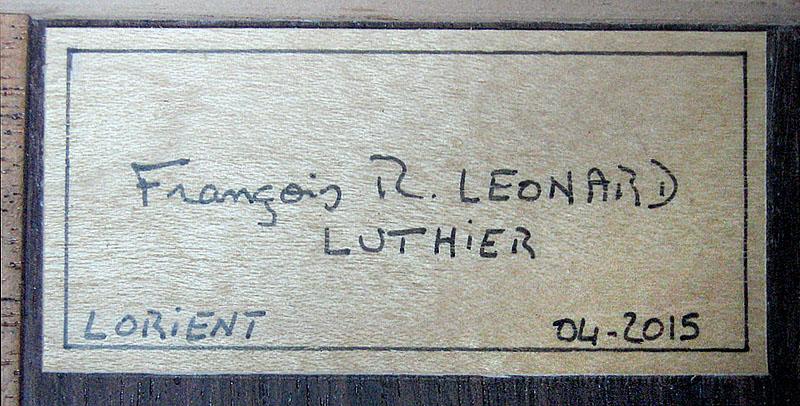 François R. LEONARD
LUTHiER
LORiENT
04-2015